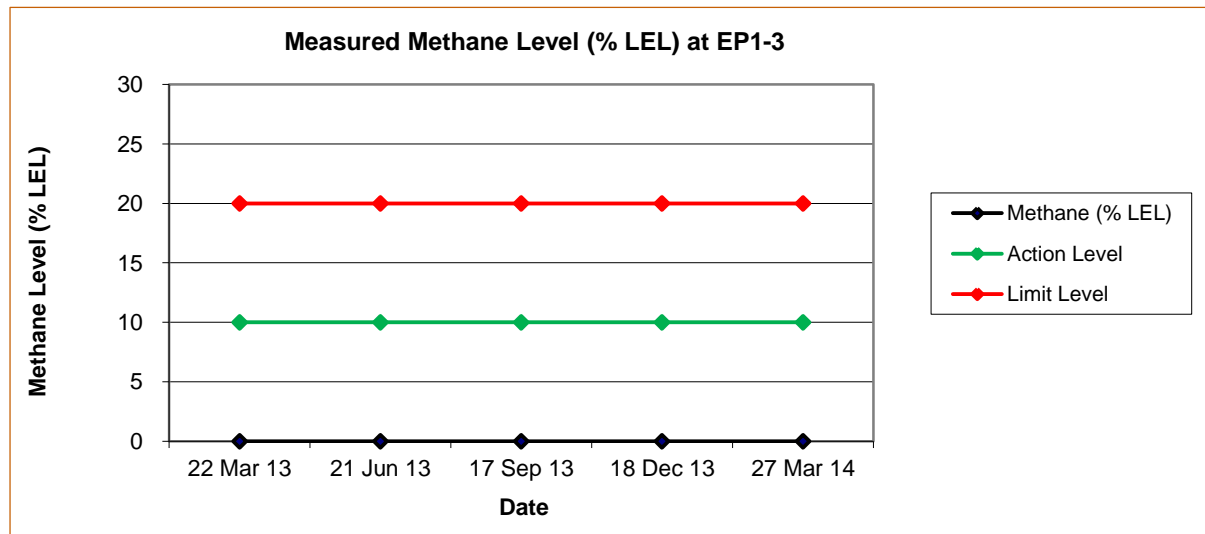 Measured Methane Level (% LEL) at EP1-3
Methane Level (% LEL)
30
25
20
15
10
5
0
22 Mar 13 21 Jun 13 17 Sep 13 18 Dec 13 27 Mar 14
Date
Methane (% LEL)
Action Level
Limit Level